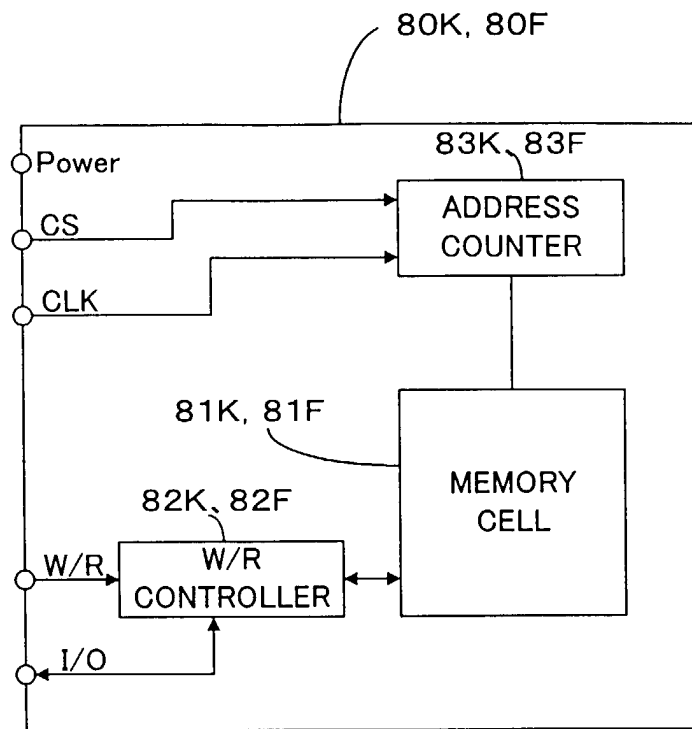 80K, 80F
Power
83K、83F
CS
ADDRESS
COUNTER
CLK
81K, 81F
MEMORY
CELL
82K、82F
W/R
W/R
CONTROLLER
I/O